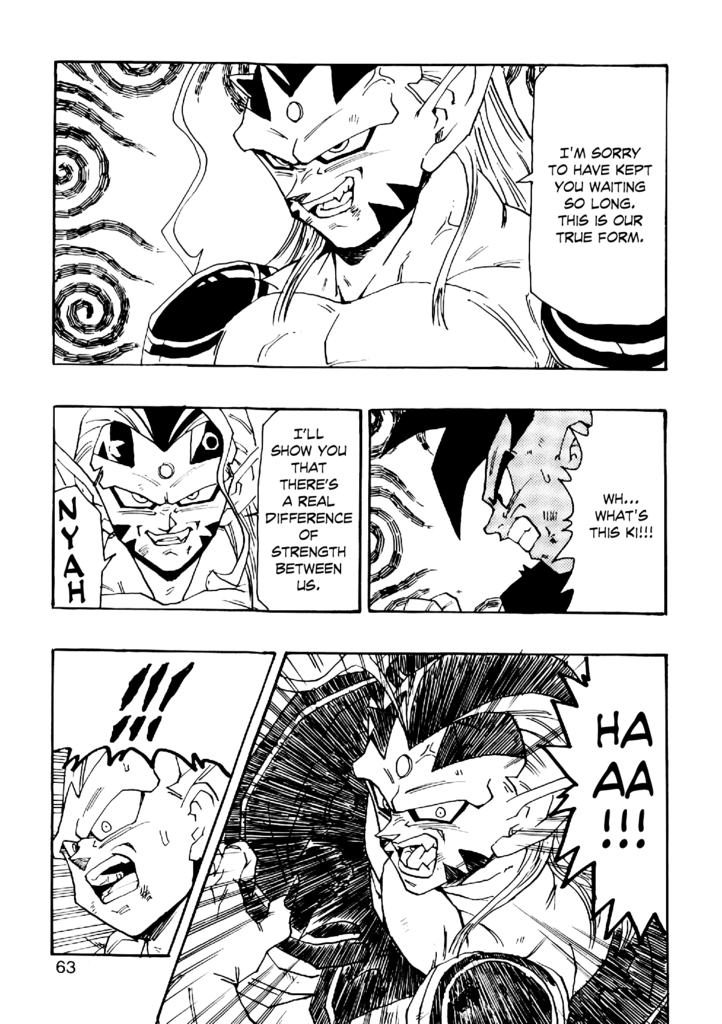 I'M SORRY
TO HAVE KEPT
YOU WAITING
SO LONG.
THIS IS OUR
TRUE FORM.
WH...
WHAT'S
THIS KI!!!
I'LL
SHOW YOU
THAT
THERE'S
A REAL
DIFFERENCE
OF
STRENGTH
BETWEEN
US.
NYAH
HA
AA
!!!
!!!
!!!
63